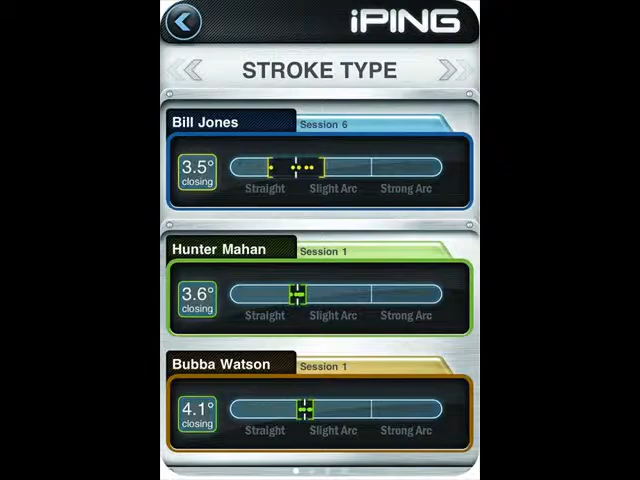 iPING
STROKE TYPE
Bill Jones
Session 6
3.5°
closing
Straight
Slight Arc
Strong Arc
Hunter Mahan
Session 1
3.6°
closing
Straight
Slight Arc
Strong Arc
Bubba Watson
Session 1
4.1°
closing
Straight
Slight Arc
Strong Arc